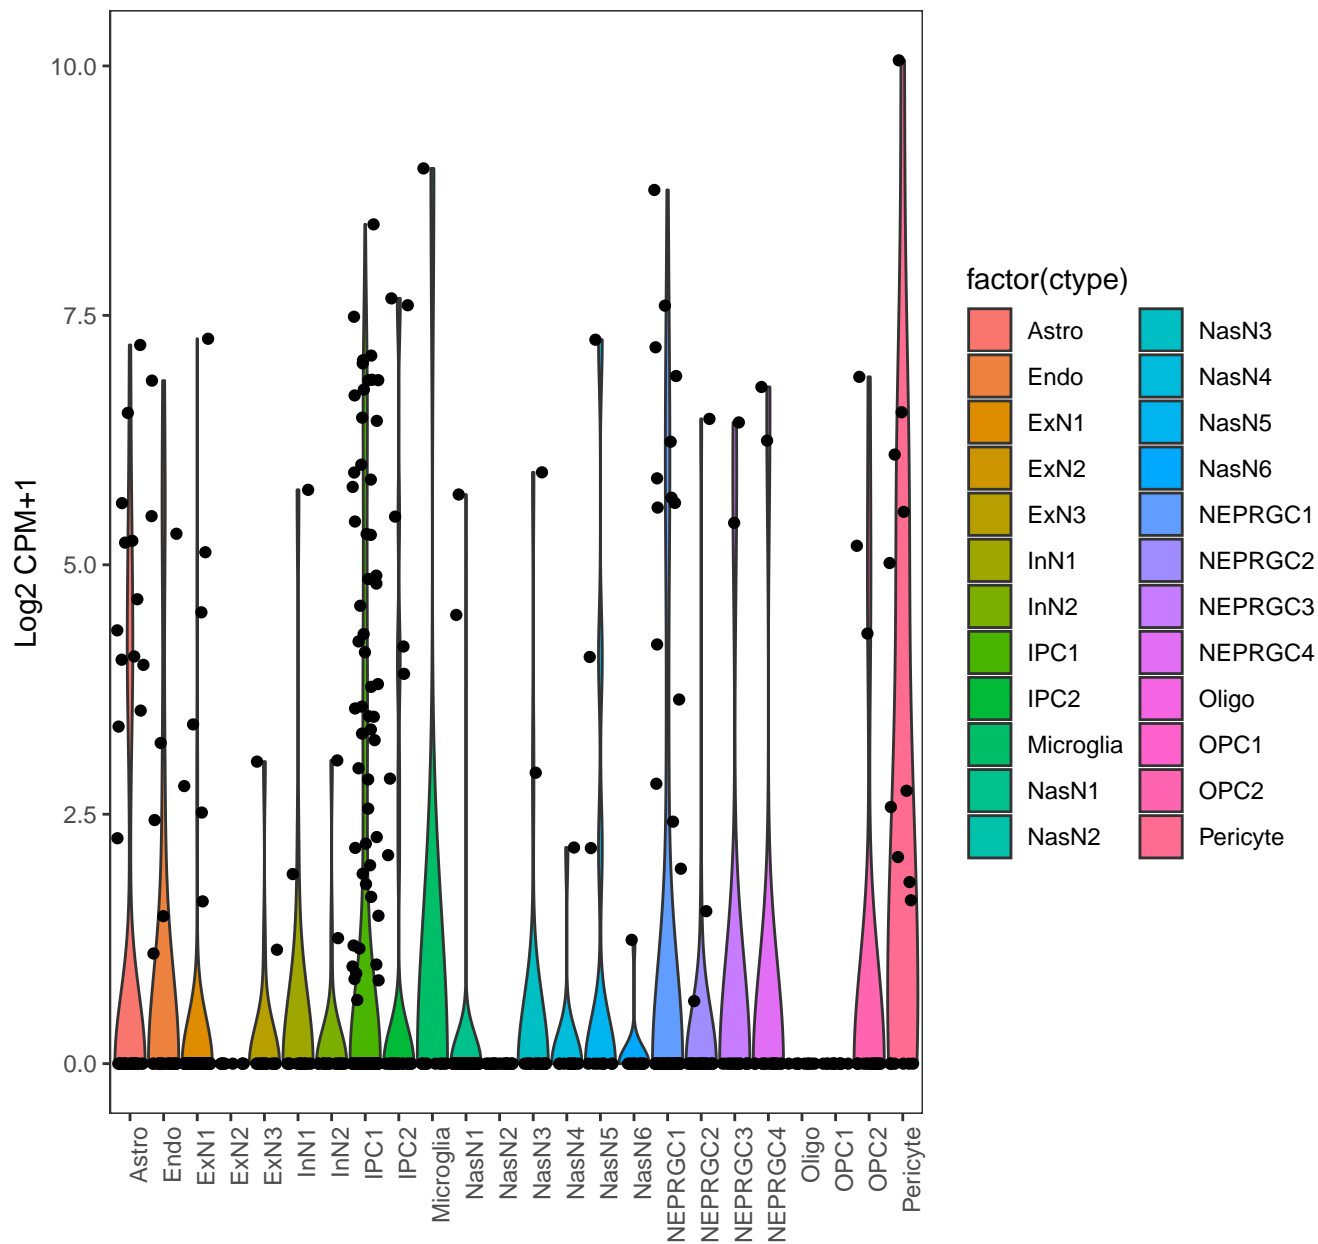 10.0
7.5
5.0
2.5
0.0
Log2 CPM+1
Astro
Endo
ExN1
ExN2
ExN3
InN1
InN2
IPC1
IPC2
Microglia
NasN1
NasN2
NasN3
NasN4
NasN5
NasN6
NEPRGC1
NEPRGC2
NEPRGC3
NEPRGC4
Oligo
OPC1
OPC2
Pericyte
factor(ctype)
Astro
Endo
ExN1
ExN2
ExN3
InN1
InN2
IPC1
IPC2
Microglia
NasN1
NasN2
NasN3
NasN4
NasN5
NasN6
NEPRGC1
NEPRGC2
NEPRGC3
NEPRGC4
Oligo
OPC1
OPC2
Pericyte